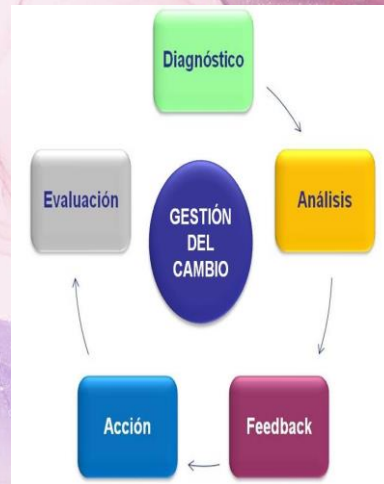 Diagnóstico
Análisis
Feedback
Acción
Evaluación
GESTIÓN
DEL
CAMBIO